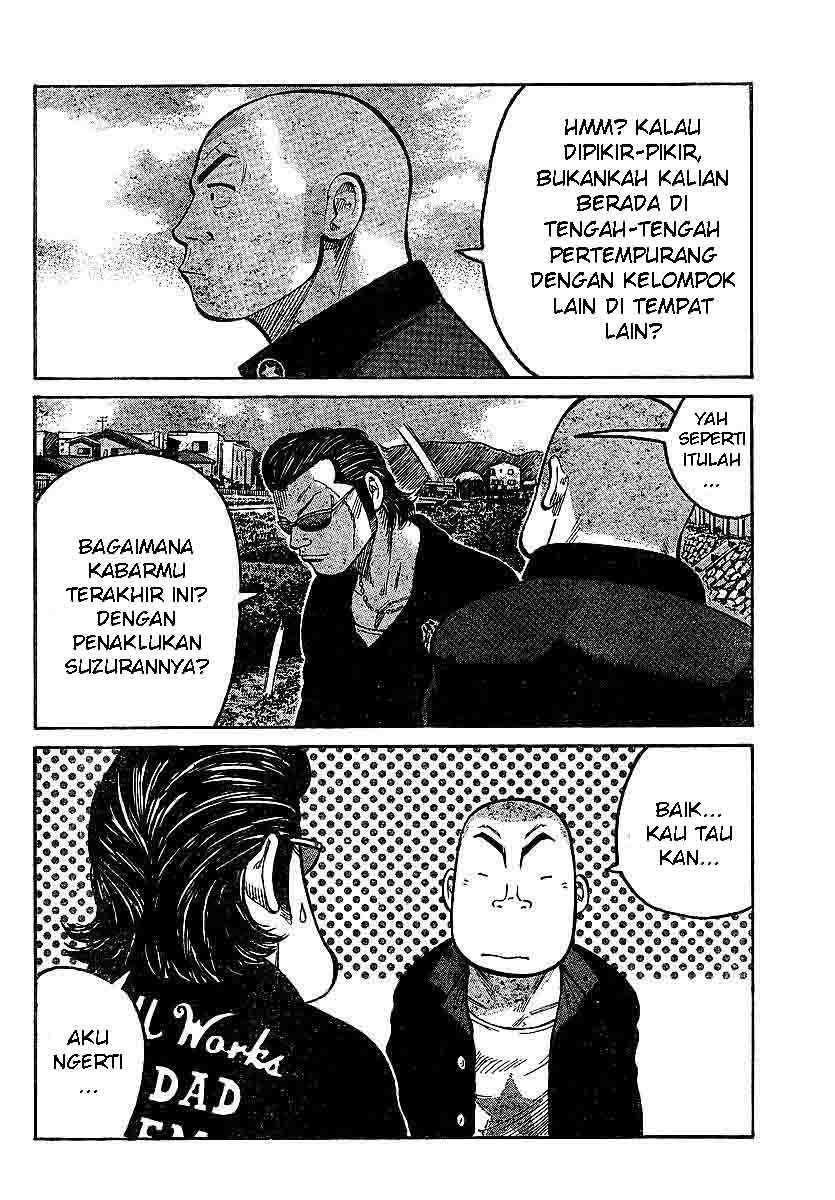 HMM? KALAU
DIPIKIR-PIKIR,
BUKANKAH KALIAN
BERADA DI
TENGAH-TENGAH
PERTEMPURANG
DENGAN KELOMPOK
LAIN DI TEMPAT
LAIN?
YAH
SEPERTI
ITULAH
...
BAGAIMANA
KABARMU
TERAKHIR INI?
DENGAN
PENAKLUKAN
SUZURANNYA?
BAIK...
KAU TAU
KAN...
AKU
NGERTI
...
Works
DAD